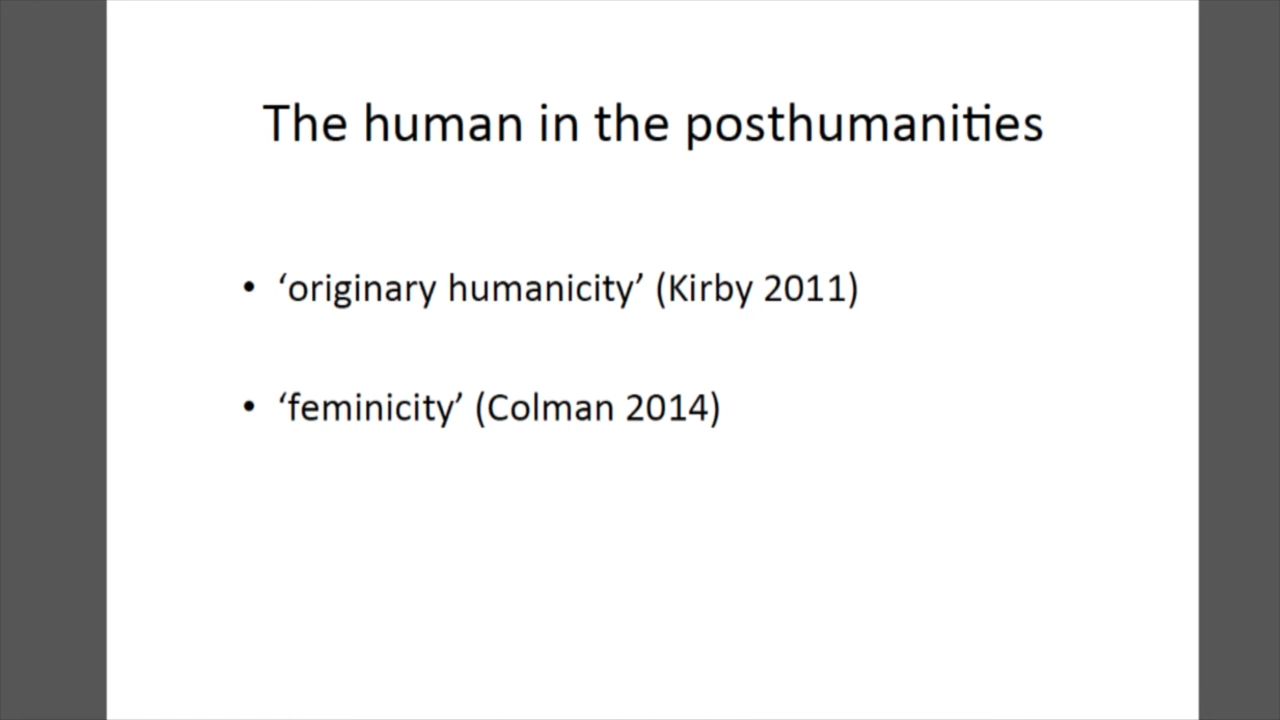 The human in the posthumanities
• ‘originary humanicity’ (Kirby 2011)
• ‘feminicity’ (Colman 2014)